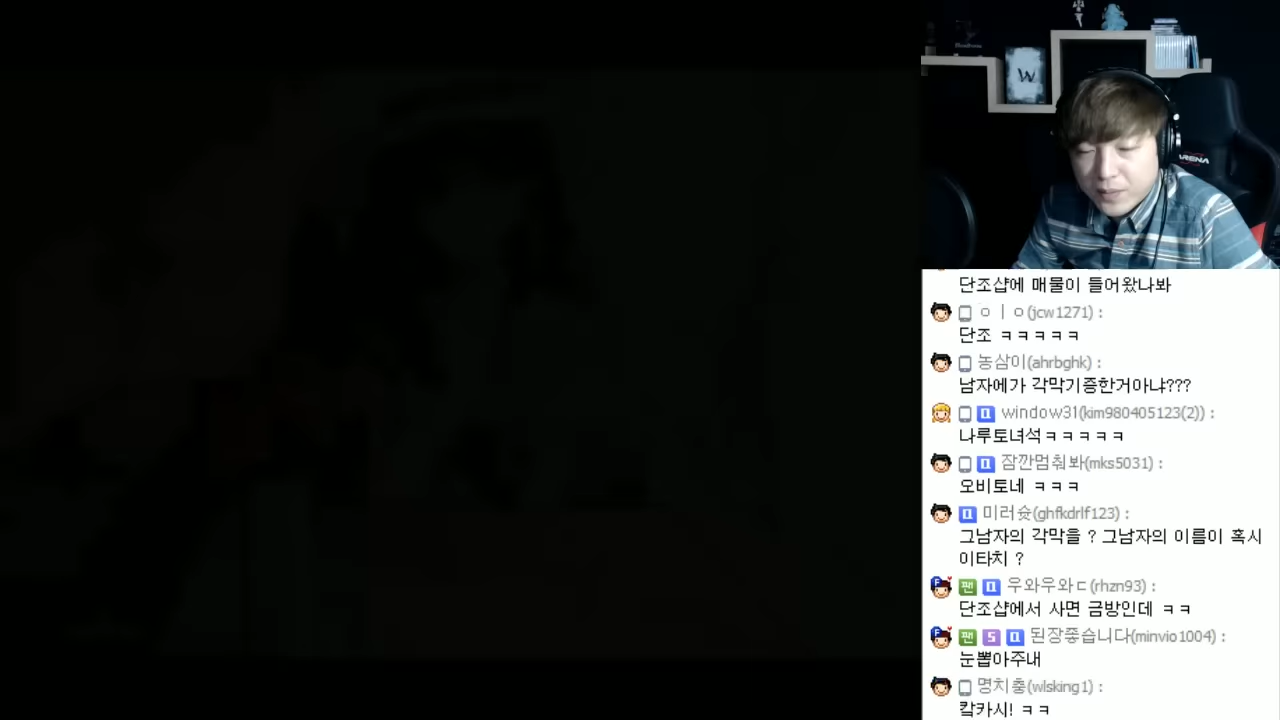 W
ARENA
단조샵에 매물이 들어왔나봐
ㅇㅣㅇ(jcw1271) :
단조 ㅋㅋㅋㅋㅋ
농삼이(ahrbghk) :
남자에가 각막기증한거아냐???
window31(kim980405123(2)) :
나루토녀석ㅋㅋㅋㅋㅋ
잠깐멈춰봐(mks5031) :
오비토네 ㅋㅋㅋ
미러슛(ghfkdrlf123) :
그남자의 각막을 ? 그남자의 이름이 혹시
이타치 ?
F 팬 우와우와ㄷ(rhzn93) :
단조샵에서 사면 금방인데 ㅋㅋ
F 팬 S 된장좋습니다(minvio1004) :
눈뽑아주내
명치충(wlsking1) :
캌카시! ㅋㅋ